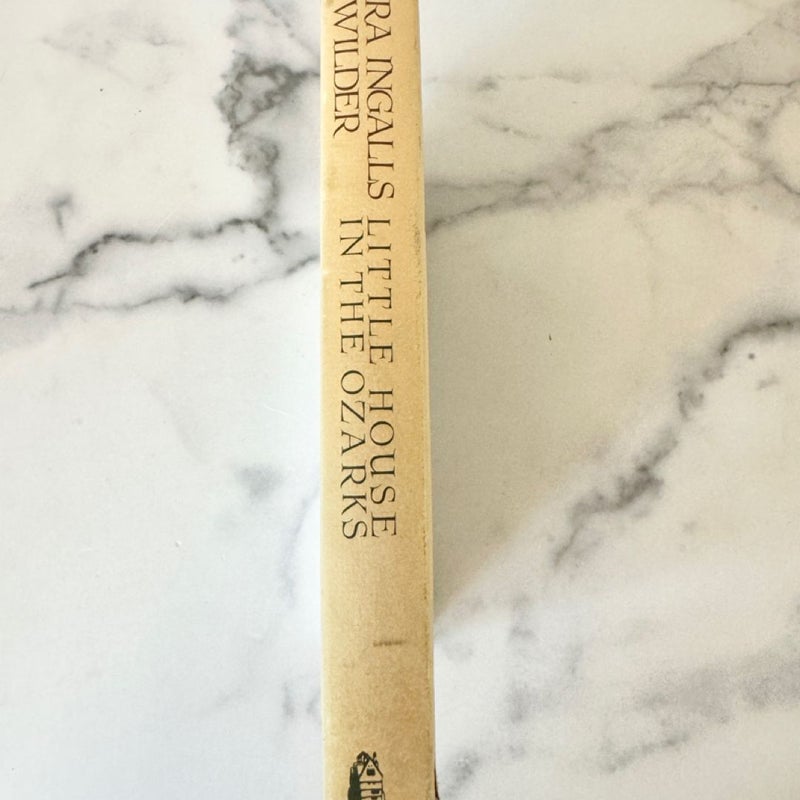 RA INGALLS
WILDER
LITTLE HOUSE
IN THE OZARKS